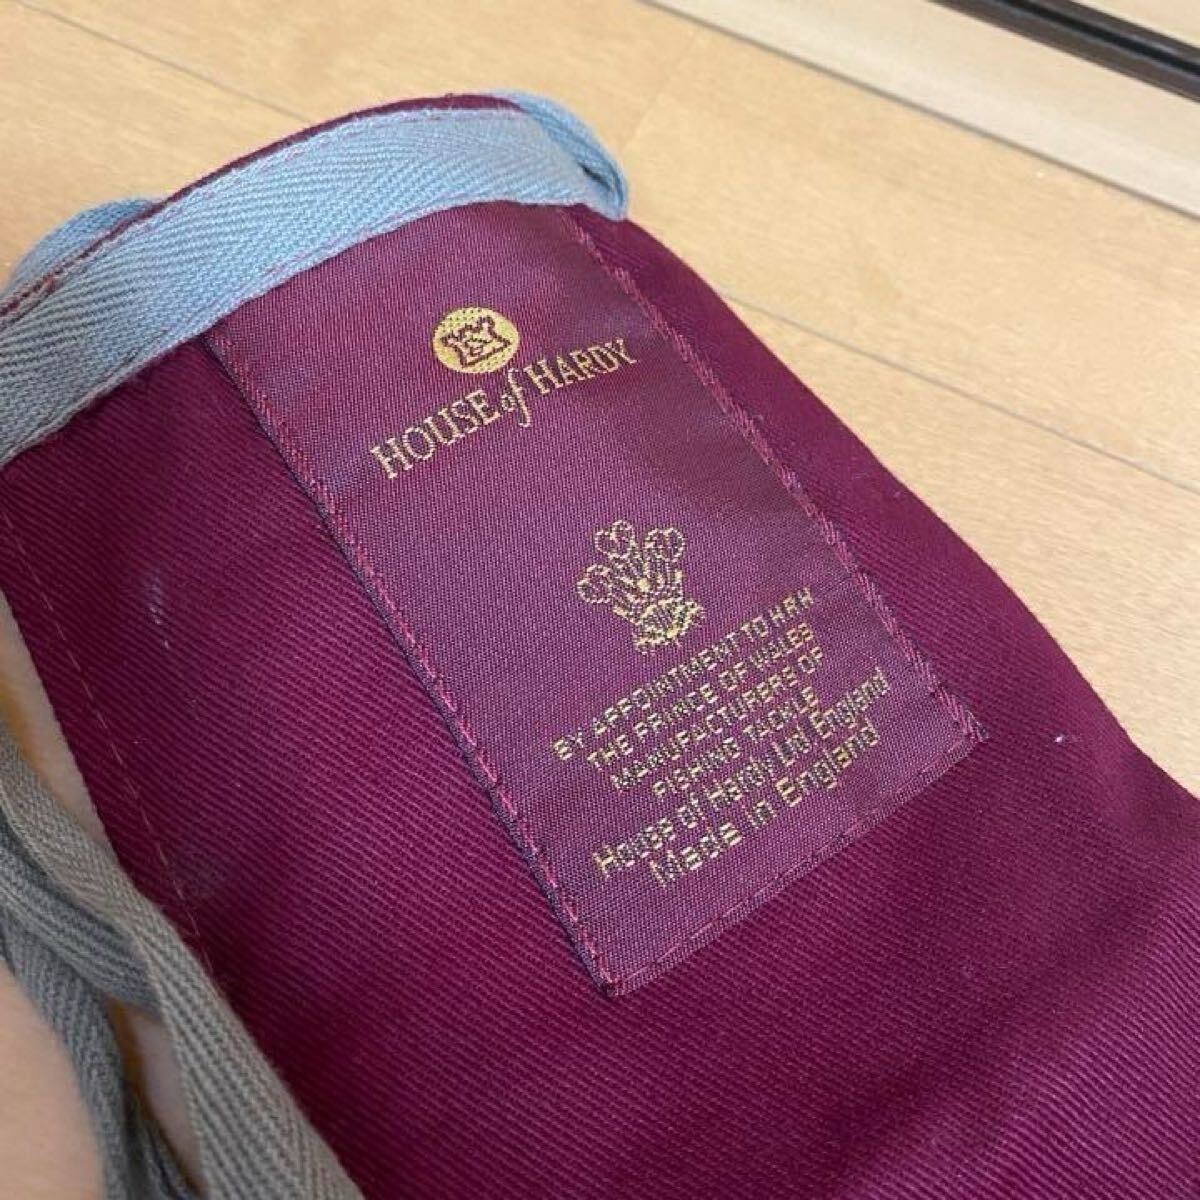 HOUSE of HARDY
BY APPOINTMENT TO HRH
THE PRINCE OF WALES
MANUFACTURERS OF
FISHING TACKLE
House of Hardy Ltd England
Made in England